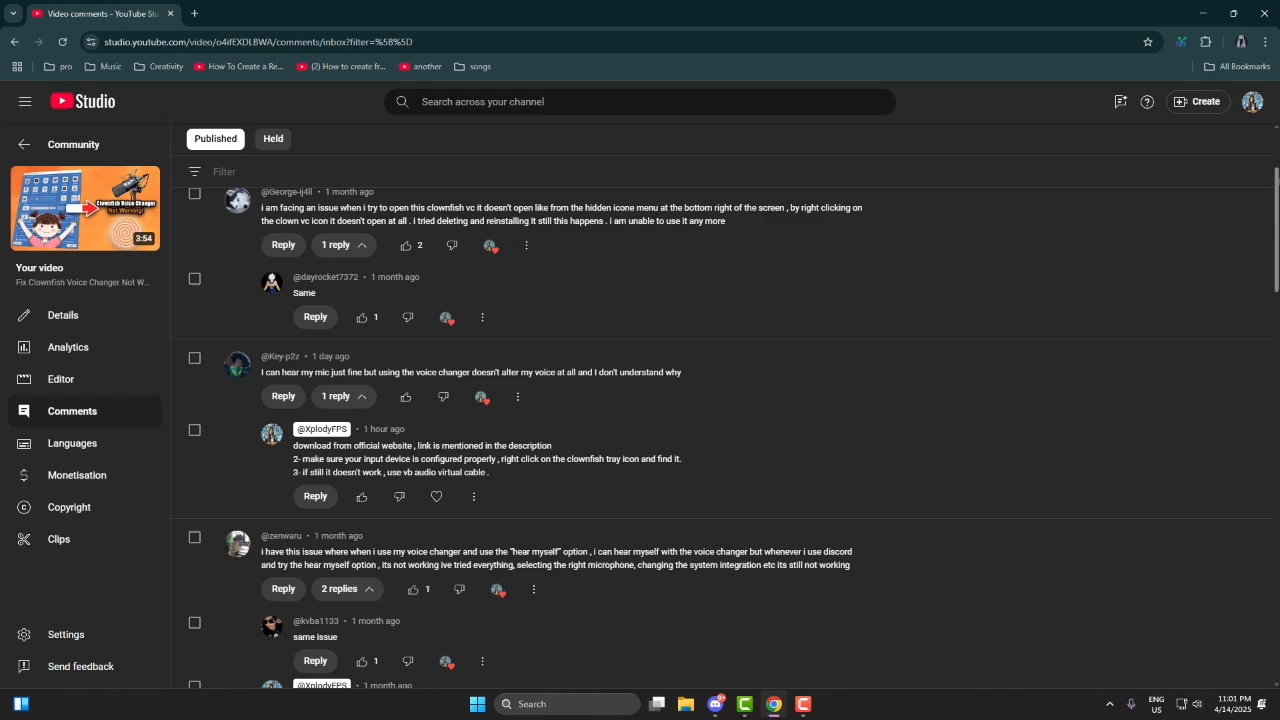 Video comments - YouTube Stu
studio.youtube.com/video/o4ifEXDLBWA/comments/inbox?filter=%5B%5D
pro
Music
Creativity
How To Create a Re...
(2) How to create fr...
another
songs
All Bookmarks
Studio
Search across your channel
Create
Community
Published
Held
Filter
Clownfish Voice Changer
Not Working!
3:54
Your video
Fix Clownfish Voice Changer Not W...
Details
Analytics
Editor
Comments
Languages
Monetisation
Copyright
Clips
Settings
Send feedback
@George-ij4ll • 1 month ago
i am facing an issue when i try to open this clownfish vc it doesn't open like from the hidden icone menu at the bottom right of the screen , by right clicking on
the clown vc icon it doesn't open at all . i tried deleting and reinstalling it still this happens . i am unable to use it any more
Reply
1 reply
2
@dayrocket7372 • 1 month ago
Same
Reply
1
@Key-p2z • 1 day ago
I can hear my mic just fine but using the voice changer doesn't alter my voice at all and I don't understand why
Reply
1 reply
@XplodyFPS • 1 hour ago
download from official website , link is mentioned in the description
2- make sure your input device is configured properly , right click on the clownfish tray icon and find it.
3- if still it doesn't work , use vb audio virtual cable .
Reply
@zenwaru • 1 month ago
i have this issue where when i use my voice changer and use the "hear myself" option , i can hear myself with the voice changer but whenever i use discord
and try the hear myself option , its not working ive tried everything, selecting the right microphone, changing the system integration etc its still not working
Reply
2 replies
1
@kvba1133 • 1 month ago
same issue
Reply
1
@XplodyFPS • 1 month ago
Search
ENG
US
11:01 PM
4/14/2025